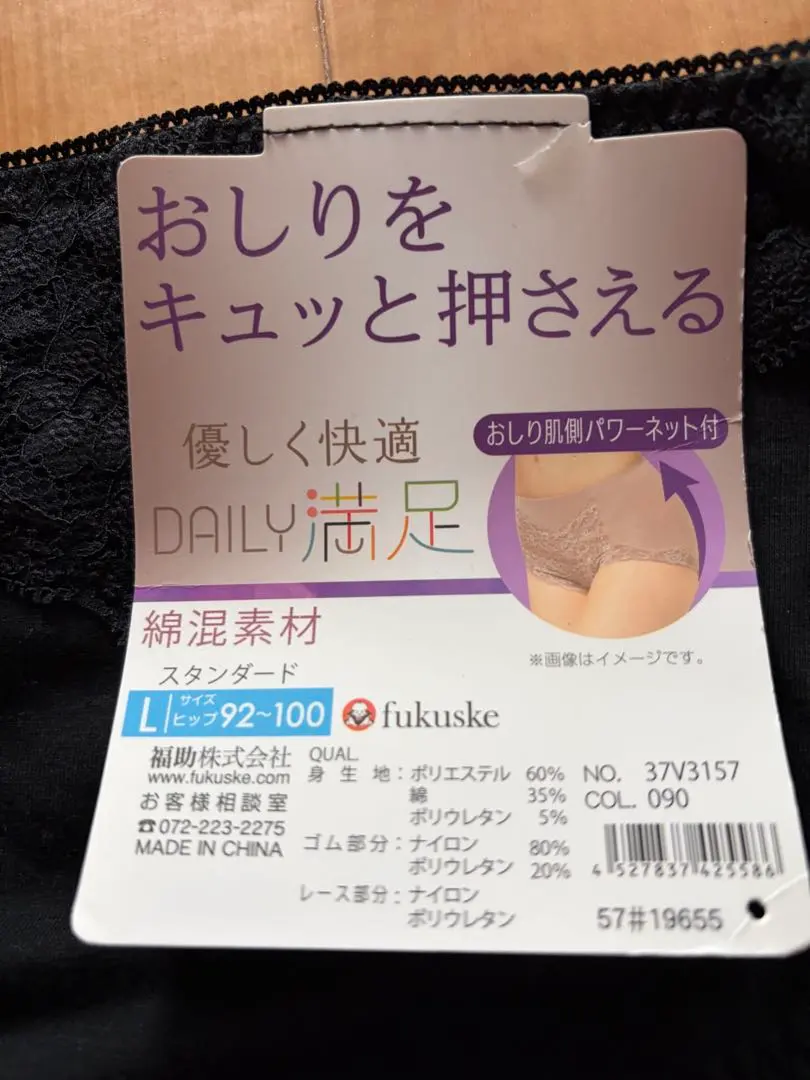 おしりを
キュッと押さえる
優しく快適
DAILY満足
おしり肌側パワーネット付
※画像はイメージです。
綿混素材
スタンダード
L サイズ ヒップ92~100
fukuske
福助株式会社
www.fukuske.com
お客様相談室
☎072-223-2275
MADE IN CHINA
QUAL.
身生地:ポリエステル 60%
綿 35%
ポリウレタン 5%
ゴム部分:ナイロン 80%
ポリウレタン 20%
レース部分:ナイロン
ポリウレタン
NO. 37V3157
COL. 090
4 527837 425586
57#19655